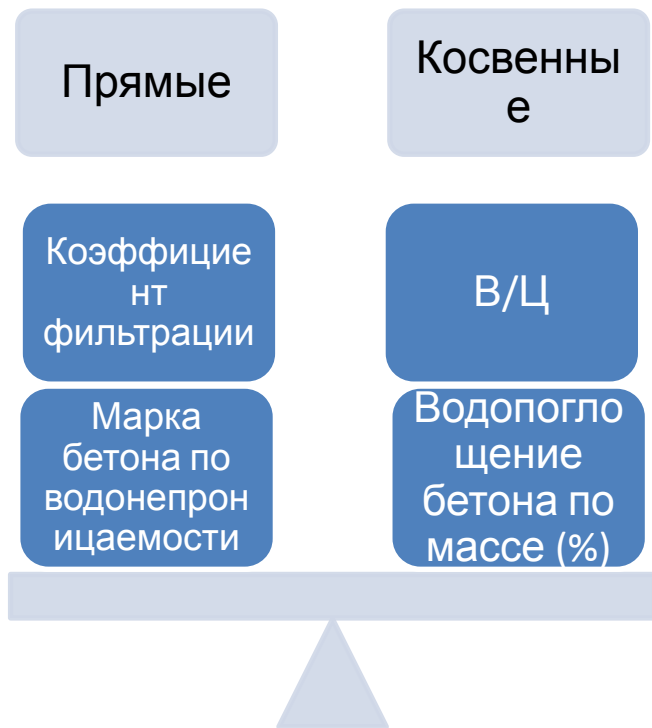 Прямые
Косвенны
е
Коэффицие
нт
фильтрации
В/Ц
Марка
бетона по
водонепрон
ицаемости
Водопогло
щение
бетона по
массе (%)